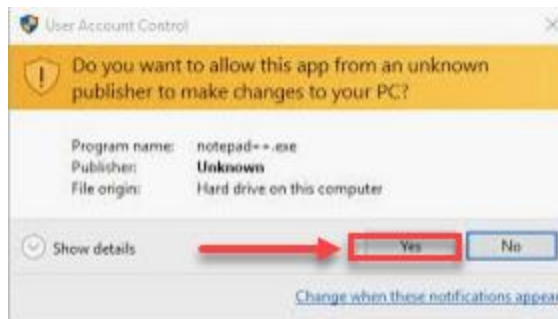 User Account Control
Do you want to allow this app from an unknown
publisher to make changes to your PC?
Program name: notepad++.exe
Publisher: Unknown
File origin: Hard drive on this computer
Show details
Yes No
Change when these notifications appear